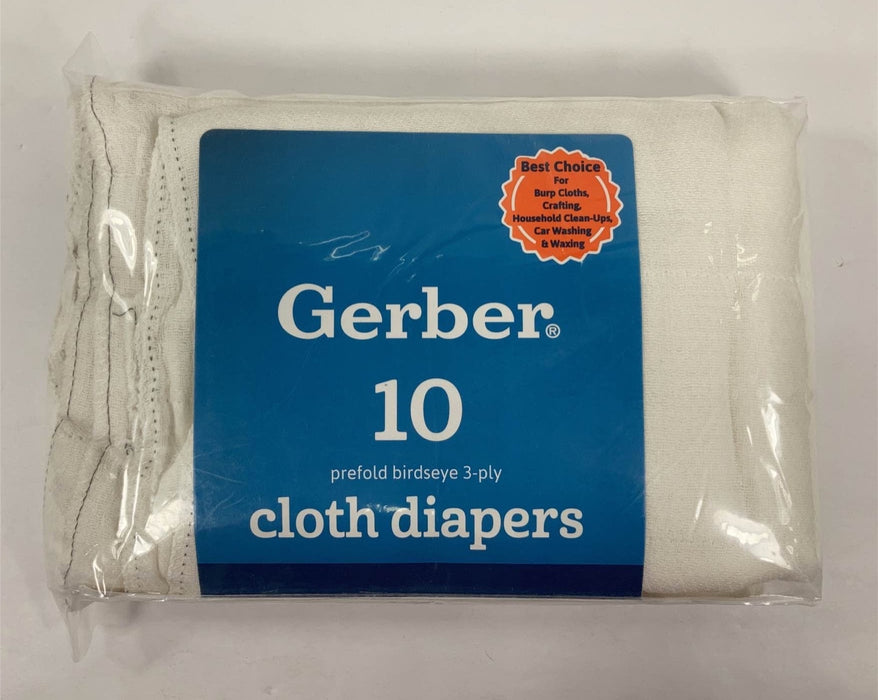 Best Choice
For
Burp Cloths,
Crafting,
Household Clean-Ups,
Car Washing
& Waxing
Gerber®
10
prefold birdseye 3-ply
cloth diapers